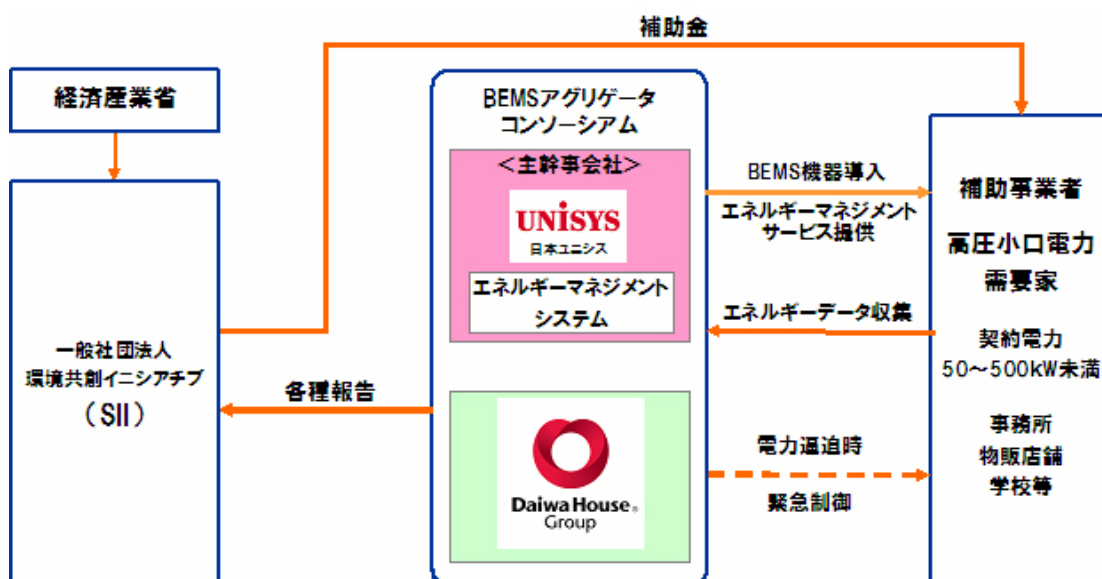 補助金
経済産業省
一般社団法人
環境共創イニシアチブ
(SII)
各種報告
BEMSアグリゲータ
コンソーシアム
<主幹事会社>
UNISYS
日本ユニシス
エネルギーマネジメント
システム
Daiwa House®
Group
BEMS機器導入
エネルギーマネジメント
サービス提供
エネルギーデータ収集
電力逼迫時
緊急制御
補助事業者
高圧小口電力
需要家
契約電力
50~500kW未満
事務所
物販店舗
学校等